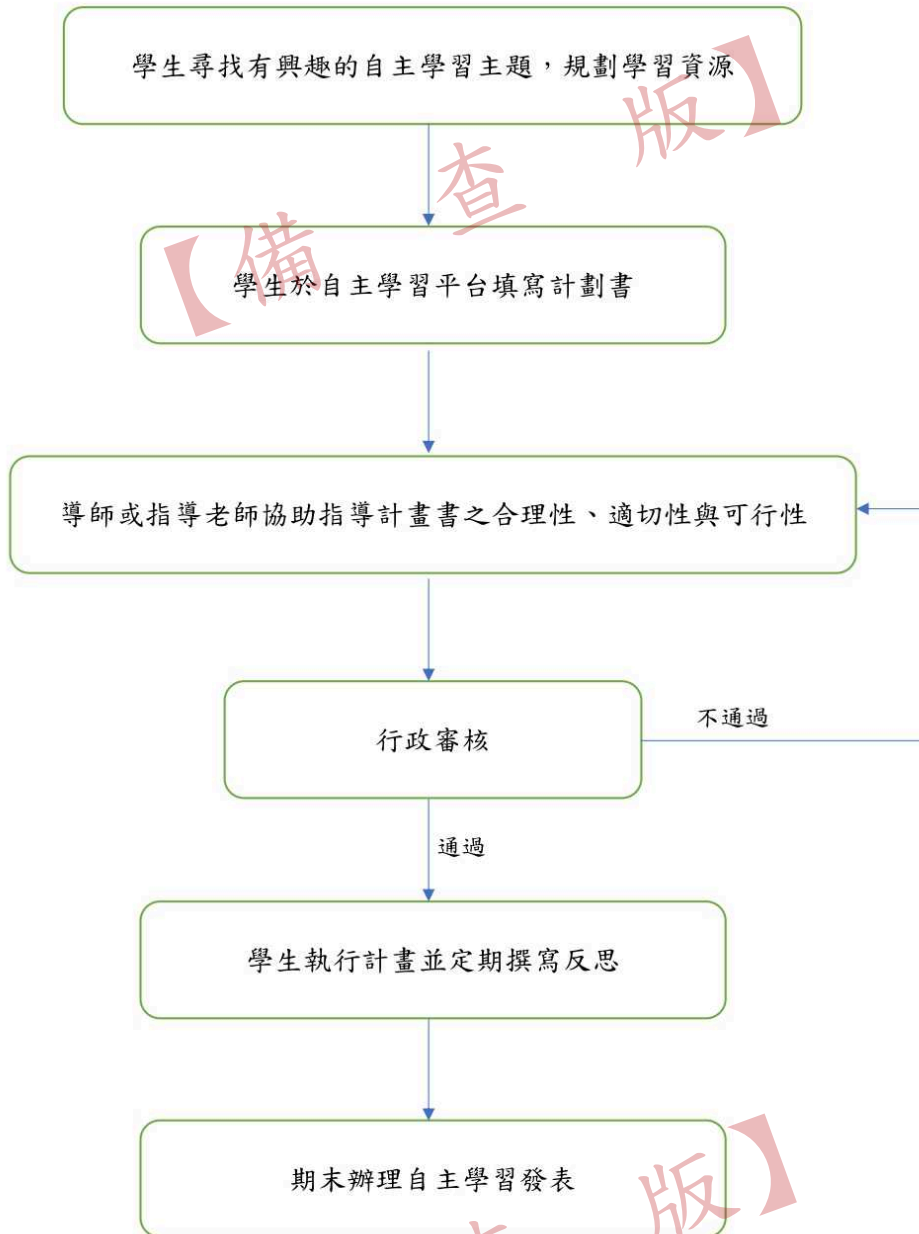 學生尋找有興趣的自主學習主題，規劃學習資源
【備查版】
學生於自主學習平台填寫計劃書
導師或指導老師協助指導計畫書之合理性、適切性與可行性
行政審核
不通過
通過
學生執行計畫並定期撰寫反思
期末辦理自主學習發表
查版】